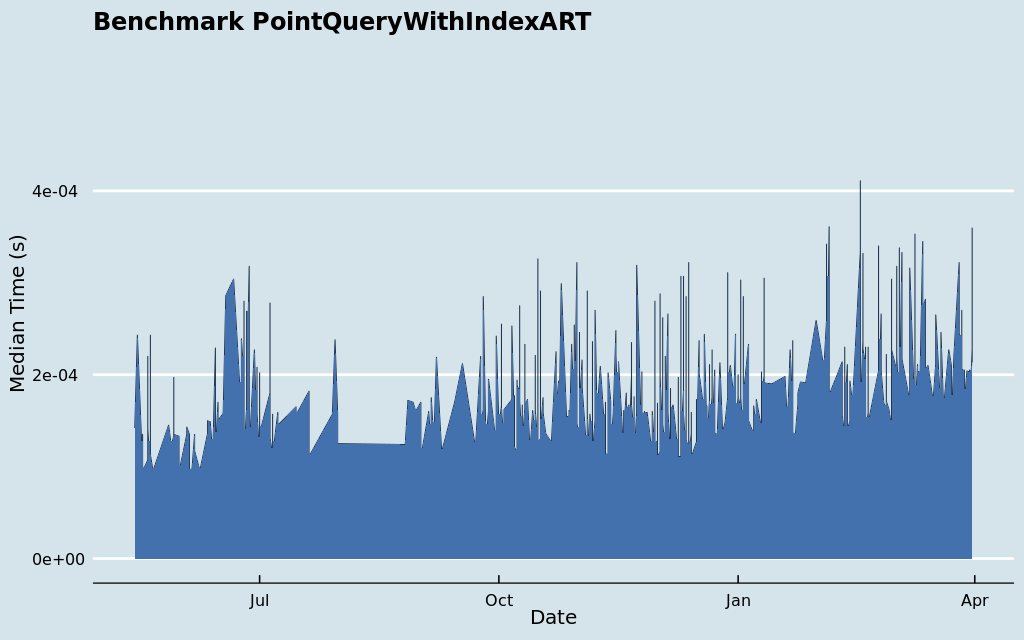 Benchmark PointQueryWithIndexART
Median Time (s)
4e-04
2e-04
0e+00
Jul
Oct
Jan
Apr
Date